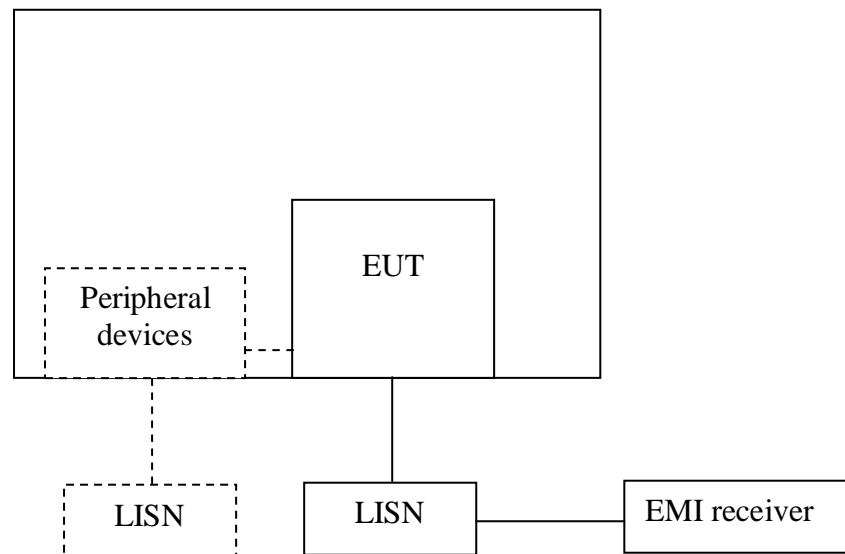 EUT
Peripheral
devices
LISN
LISN
EMI receiver